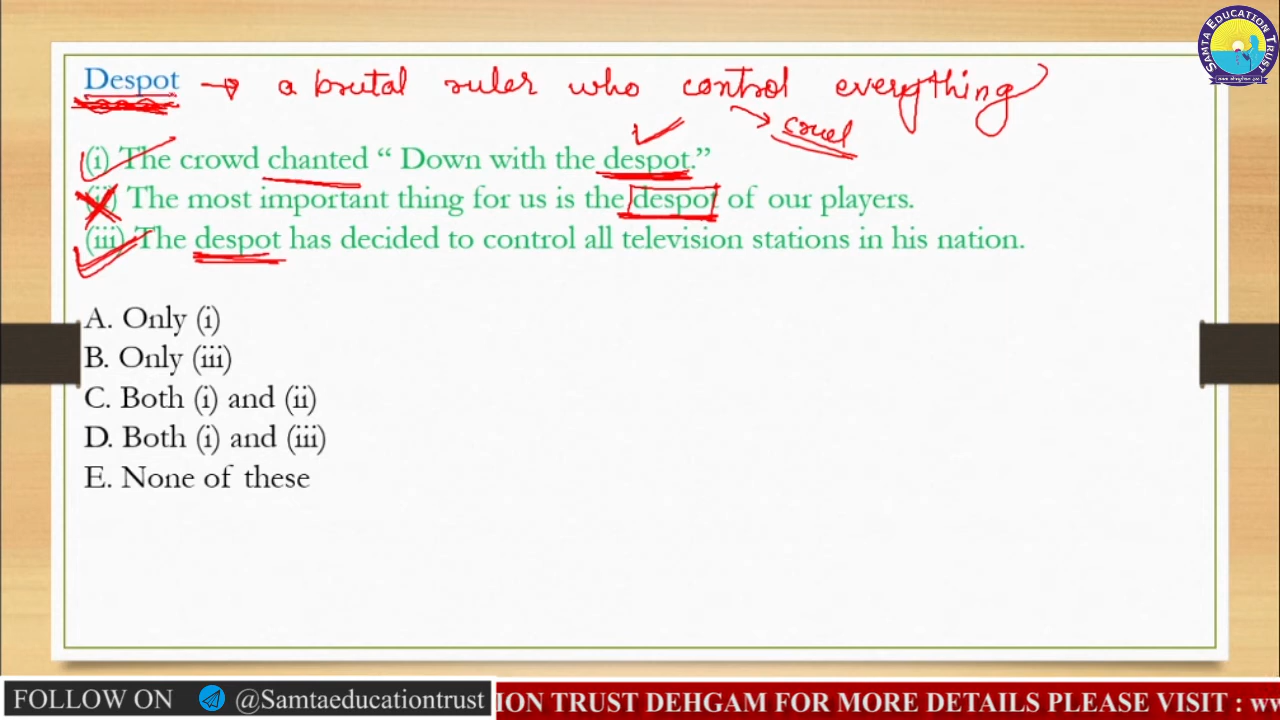 SAMTA EDUCATION TRUST
Despot → a brutal ruler who control everything
→ cruel
(i) The crowd chanted “ Down with the despot.”
(ii) The most important thing for us is the despot of our players.
(iii) The despot has decided to control all television stations in his nation.
A. Only (i)
B. Only (iii)
C. Both (i) and (ii)
D. Both (i) and (iii)
E. None of these
FOLLOW ON @Samtaeducationtrust
ION TRUST DEHGAM FOR MORE DETAILS PLEASE VISIT : ww